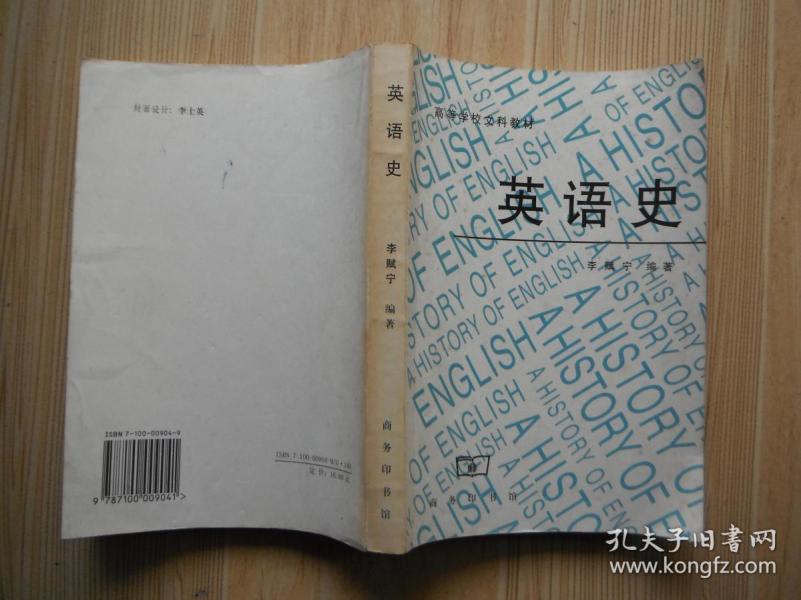 封面设计：李士英
ISBN 7-100-00904-9
9 787100 009041 >
英语史
李赋宁 编著
商务印书馆
高等学校文科教材
英语史
李赋宁 编著
A HISTORY OF ENGLISH
商务印书馆
孔夫子旧书网
www.kongfz.com